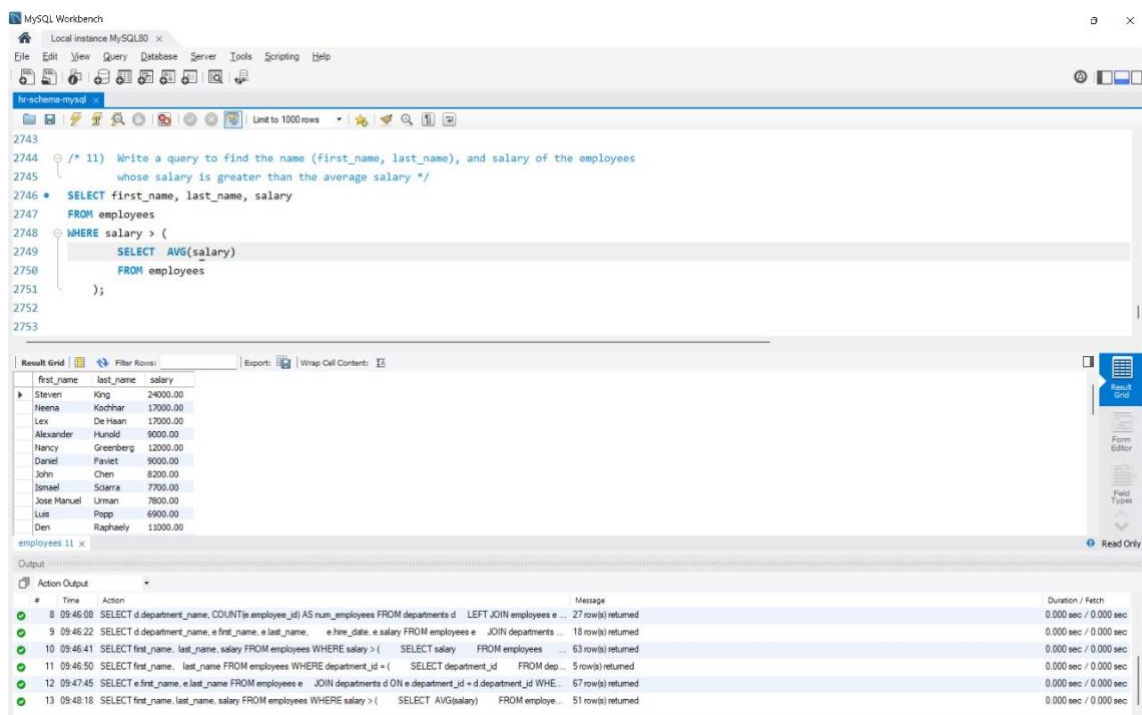 MySQL Workbench
Local instance MySQL80 ×
File Edit View Query Database Server Tools Scripting Help
hr-schema-mysql ×
Limit to 1000 rows
2743
2744 /* 11) Write a query to find the name (first_name, last_name), and salary of the employees
2745 whose salary is greater than the average salary */
2746 SELECT first_name, last_name, salary
2747 FROM employees
2748 WHERE salary > (
2749 SELECT AVG(salary)
2750 FROM employees
2751 );
2752
2753
Result Grid Filter Rows: Export: Wrap Cell Content:
first_name last_name salary
Steven King 24000.00
Neena Kochhar 17000.00
Lex De Haan 17000.00
Alexander Hunold 9000.00
Nancy Greenberg 12000.00
Daniel Faviet 9000.00
John Chen 8200.00
Ismael Sciarra 7700.00
Jose Manuel Urman 7800.00
Luis Popp 6900.00
Den Raphaely 11000.00
Result Grid
Form Editor
Field Types
employees 11 × Read Only
Output
Action Output
# Time Action Message Duration / Fetch
8 09:46:08 SELECT d.department_name, COUNT(e.employee_id) AS num_employees FROM departments d LEFT JOIN employees e ... 27 row(s) returned 0.000 sec / 0.000 sec
9 09:46:22 SELECT d.department_name, e.first_name, e.last_name, e.hire_date, e.salary FROM employees e JOIN departments ... 18 row(s) returned 0.000 sec / 0.000 sec
10 09:46:41 SELECT first_name, last_name, salary FROM employees WHERE salary > ( SELECT salary FROM employees ... 63 row(s) returned 0.000 sec / 0.000 sec
11 09:46:50 SELECT first_name, last_name FROM employees WHERE department_id = ( SELECT department_id FROM dep... 5 row(s) returned 0.000 sec / 0.000 sec
12 09:47:45 SELECT e.first_name, e.last_name FROM employees e JOIN departments d ON e.department_id = d.department_id WHE... 67 row(s) returned 0.000 sec / 0.000 sec
13 09:48:18 SELECT first_name, last_name, salary FROM employees WHERE salary > ( SELECT AVG(salary) FROM employe... 51 row(s) returned 0.000 sec / 0.000 sec